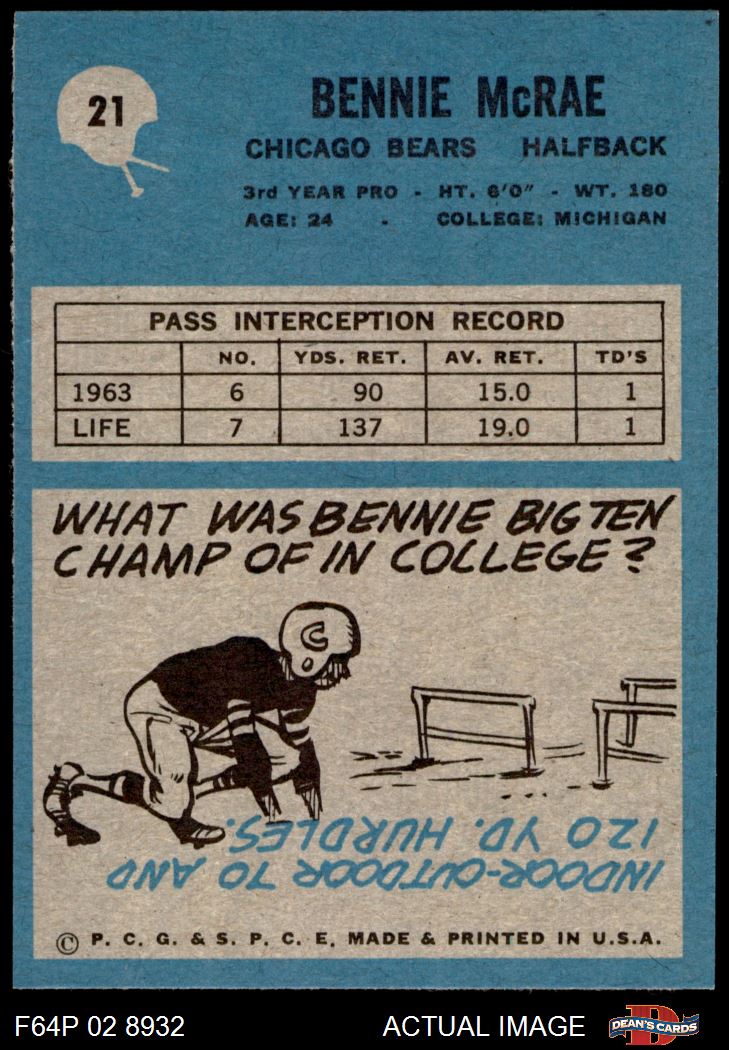 21
BENNIE McRAE
CHICAGO BEARS HALFBACK
3rd YEAR PRO - HT. 6'0" - WT. 180
AGE: 24 - COLLEGE: MICHIGAN
PASS INTERCEPTION RECORD
NO. YDS. RET. AV. RET. TD'S
1963 6 90 15.0 1
LIFE 7 137 19.0 1
WHAT WAS BENNIE BIG TEN
CHAMP OF IN COLLEGE?
C
INDOOR-OUTDOOR 70 AND
120 YD. HURDLES.
© P. C. G. & S. P. C. E. MADE & PRINTED IN U.S.A.
F64P 02 8932 ACTUAL IMAGE
D
DEAN'S CARDS